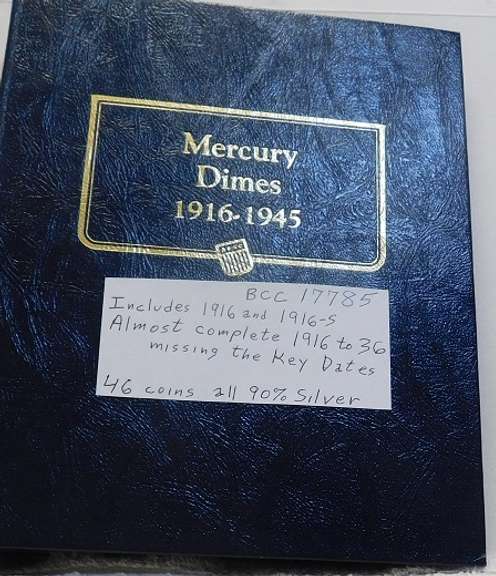 Mercury
Dimes
1916-1945
BCC 17785
Includes 1916 and 1916-S
Almost complete 1916 to 36
missing the Key Dates
46 coins all 90% Silver